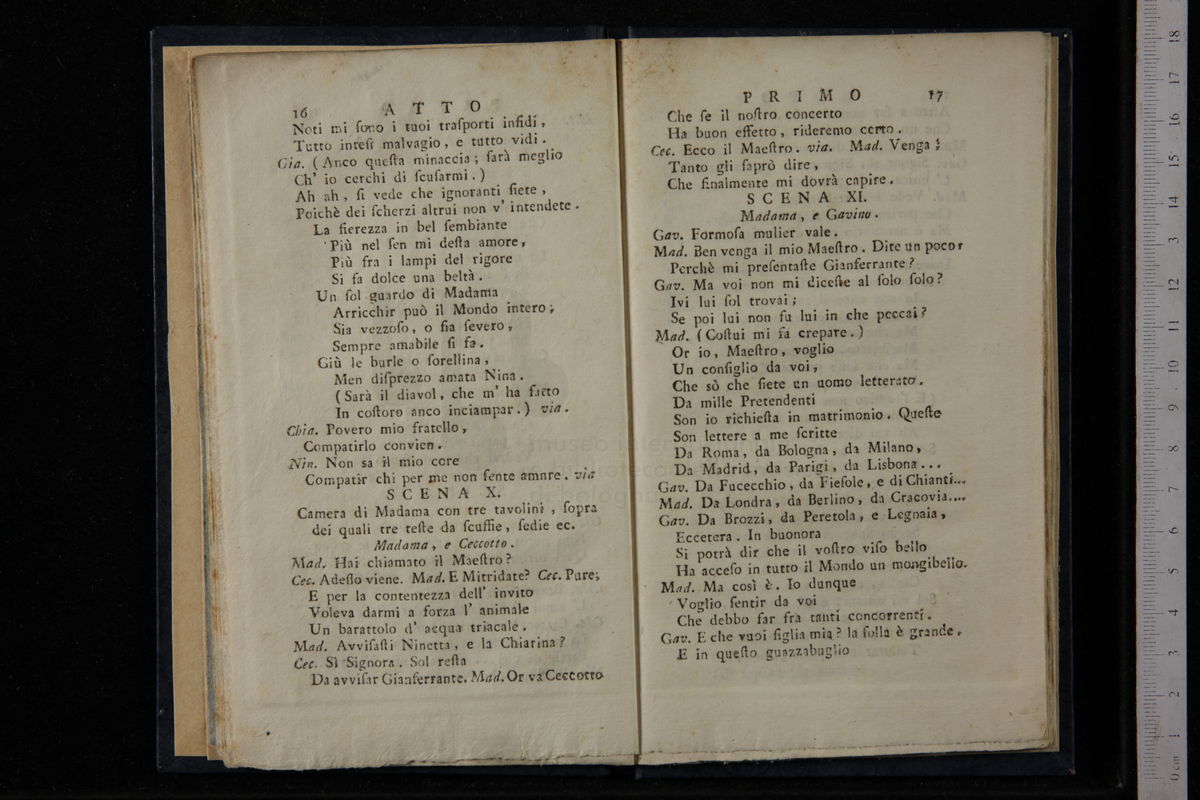 16 ATTO
Noti mi ſono i tuoi traſporti infidi,
Tutto inteſi malvagio, e tutto vidi.
Gia. (Anco queſta minaccia; ſarà meglio
Ch' io cerchi di ſcuſarmi.)
Ah ah, ſi vede che ignoranti ſiete,
Poichè dei ſcherzi altrui non v' intendete.
La fierezza in bel ſembiante
Più nel ſen mi deſta amore,
Più fra i lampi del rigore
Si fa dolce una beltà.
Un ſol guardo di Madama
Arricchir può il Mondo intero;
Sia vezzoſo, o ſia ſevero,
Sempre amabile ſi fa.
Giù le burle o ſorellina,
Men diſprezzo amata Nina.
(Sarà il diavol, che m' ha fatto
In coſtoro anco inciampar.) via.
Chia. Povero mio fratello,
Compatirlo convien.
Nin. Non sa il mio core
Compatir chi per me non ſente amore. via
SCENA X.
Camera di Madama con tre tavolini, ſopra
dei quali tre teſte da ſcuffie, ſedie ec.
Madama, e Ceccotto.
Mad. Hai chiamato il Maeſtro?
Cec. Adeſſo viene. Mad. E Mitridate? Cec. Pure;
E per la contentezza dell' invito
Voleva darmi a forza l' animale
Un barattolo d' acqua triacale.
Mad. Avviſaſti Ninetta, e la Chiarina?
Cec. Sì Signora. Sol reſta
Da avviſar Gianferrante. Mad. Or va Ceccotto
PRIMO 17
Che ſe il noſtro concerto
Ha buon effetto, rideremo certo.
Cec. Ecco il Maeſtro. via. Mad. Venga;
Tanto gli ſaprò dire,
Che finalmente mi dovrà capire.
SCENA XI.
Madama, e Gavino.
Gav. Formoſa mulier vale.
Mad. Ben venga il mio Maeſtro. Dite un poco:
Perchè mi preſentaſte Gianferrante?
Gav. Ma voi non mi diceſte al ſolo ſolo?
Ivi lui ſol trovai;
Se poi lui non fu lui in che peccai?
Mad. (Coſtui mi fa crepare.)
Or io, Maeſtro, voglio
Un conſiglio da voi,
Che sò che ſiete un uomo letterato.
Da mille Pretendenti
Son io richieſta in matrimonio. Queſte
Son lettere a me ſcritte
Da Roma, da Bologna, da Milano,
Da Madrid, da Parigi, da Lisbona...
Gav. Da Fucecchio, da Fieſole, e di Chianti...
Mad. Da Londra, da Berlino, da Cracovia....
Gav. Da Brozzi, da Peretola, e Legnaia,
Eccetera. In buonora
Si potrà dir che il voſtro viſo bello
Ha acceſo in tutto il Mondo un mongibello.
Mad. Ma così è. Io dunque
Voglio ſentir da voi
Che debbo far fra tanti concorrenti.
Gav. E che vuoi figlia mia? la folla è grande,
E in queſto guazzabuglio